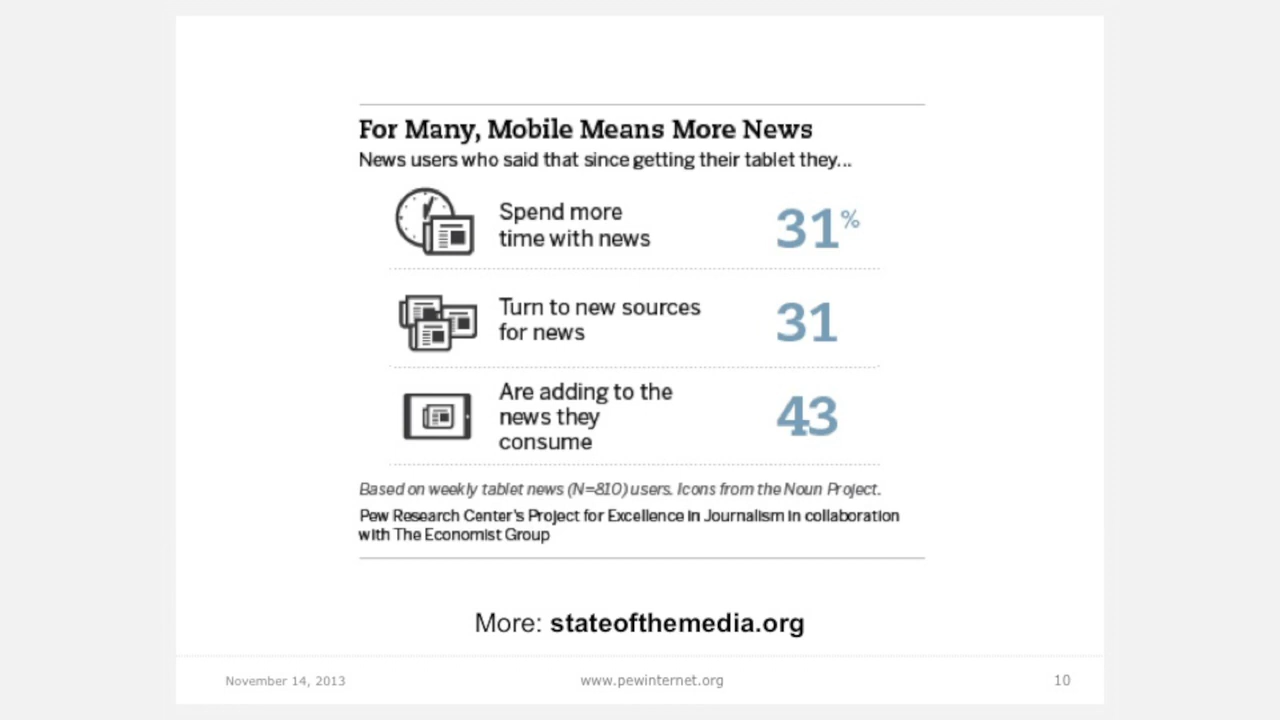 For Many, Mobile Means More News
News users who said that since getting their tablet they...
Spend more
time with news
31%
Turn to new sources
for news
31
Are adding to the
news they
consume
43
Based on weekly tablet news (N=810) users. Icons from the Noun Project.
Pew Research Center's Project for Excellence in Journalism in collaboration
with The Economist Group
More: stateofthemedia.org
November 14, 2013
www.pewinternet.org
10